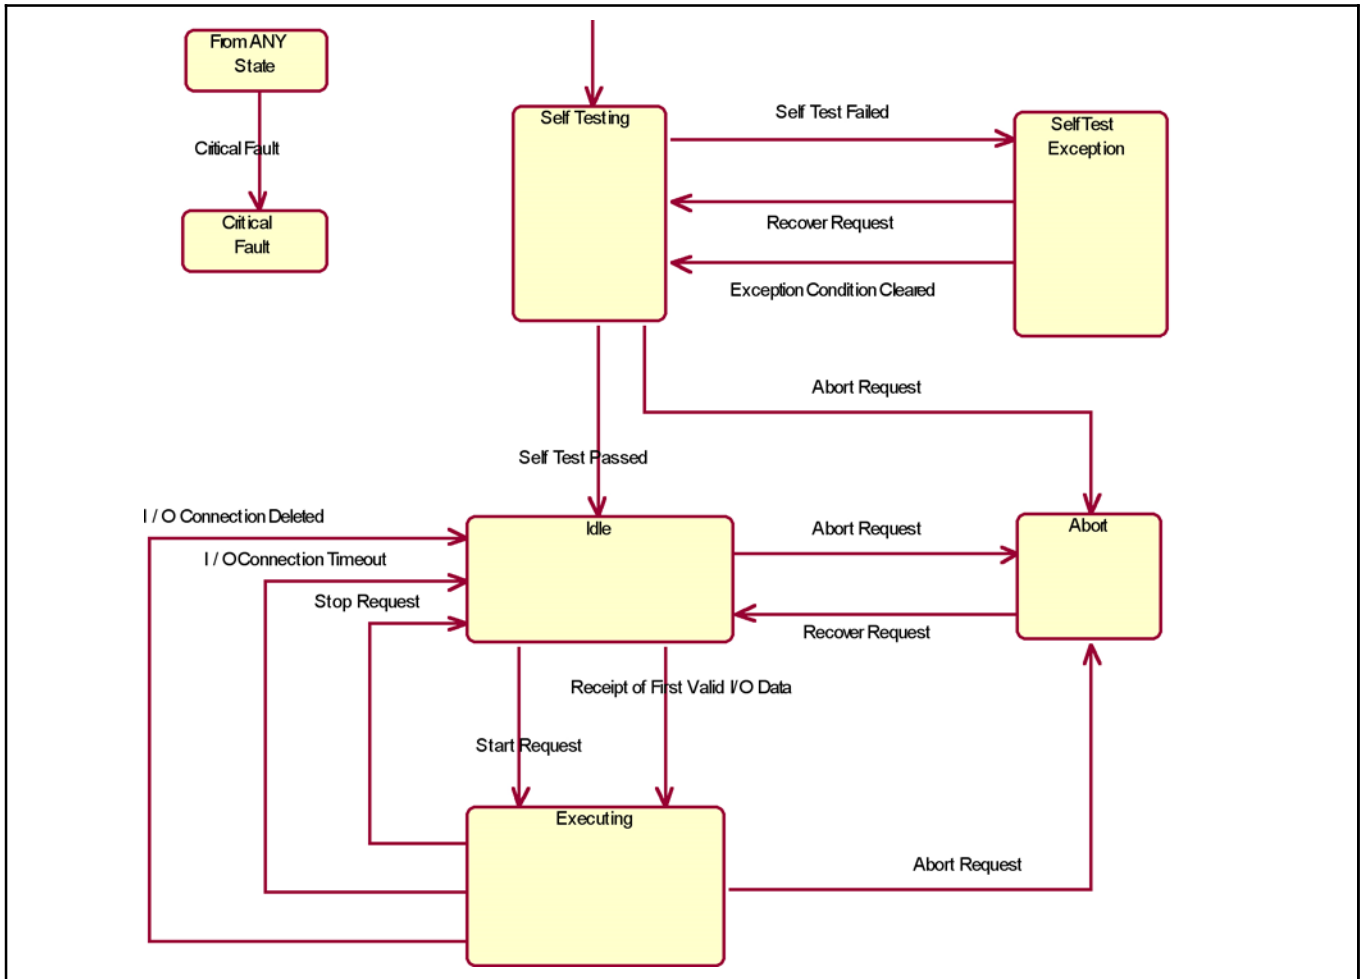 From ANY
State
Critical Fault
Critical
Fault
Self Testing
Self Test Failed
Self Test
Exception
Recover Request
Exception Condition Cleared
Abort Request
Self Test Passed
I / O Connection Deleted
I / O Connection Timeout
Stop Request
Idle
Abort Request
Abort
Recover Request
Receipt of First Valid I/O Data
Start Request
Executing
Abort Request